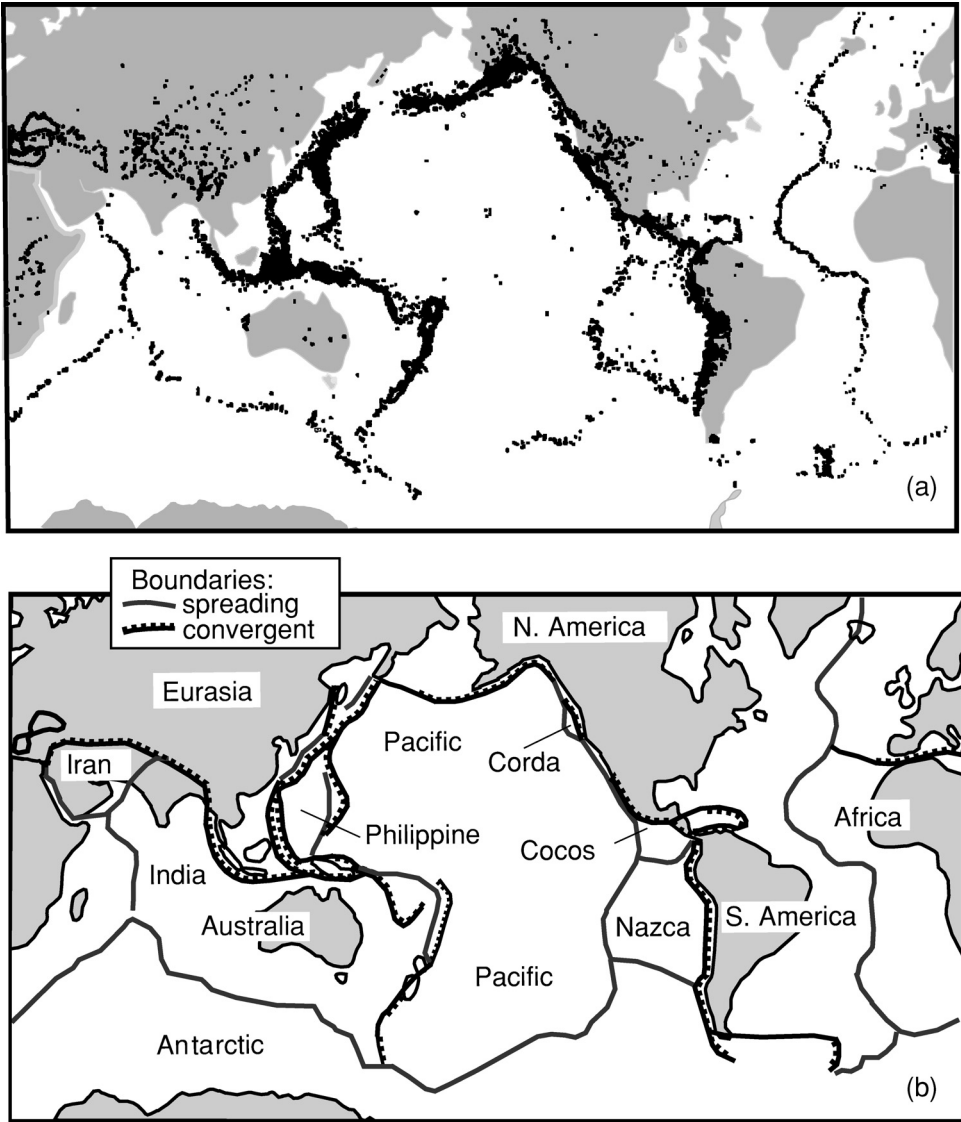 (a)
Boundaries:
spreading
convergent
N. America
Eurasia
Pacific
Iran
Corda
Philippine
Africa
Cocos
India
Australia
Nazca
S. America
Pacific
Antarctic
(b)